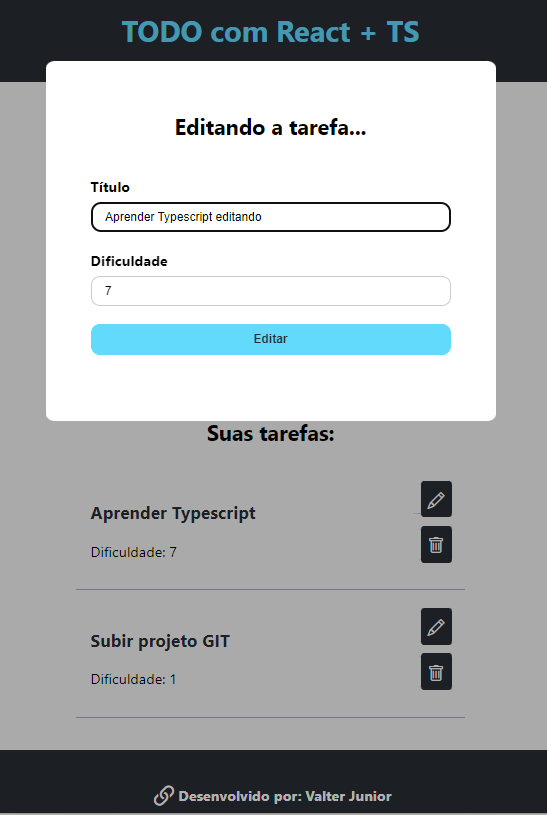 TODO com React + TS
Editando a tarefa...
Título
Aprender Typescript editando
Dificuldade
7
Editar
Suas tarefas:
Aprender Typescript
Dificuldade: 7
Subir projeto GIT
Dificuldade: 1
Desenvolvido por: Valter Junior